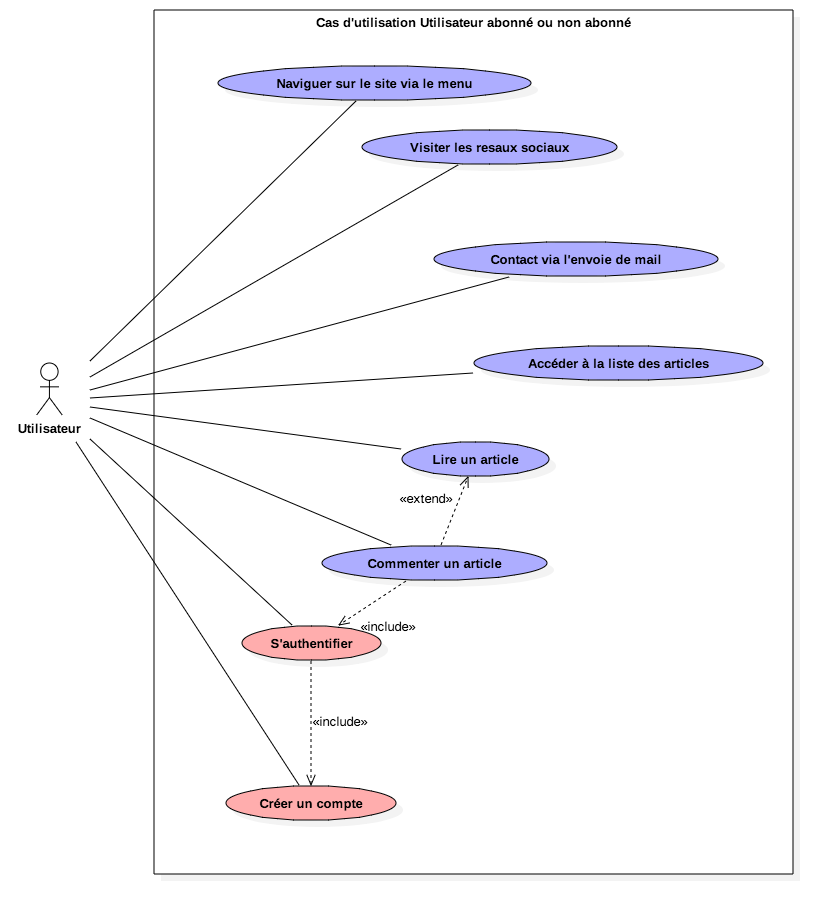 Cas d'utilisation Utilisateur abonné ou non abonné
Naviguer sur le site via le menu
Visiter les resaux sociaux
Contact via l'envoie de mail
Accéder à la liste des articles
Utilisateur
Lire un article
«extend»
Commenter un article
«include»
S'authentifier
«include»
Créer un compte